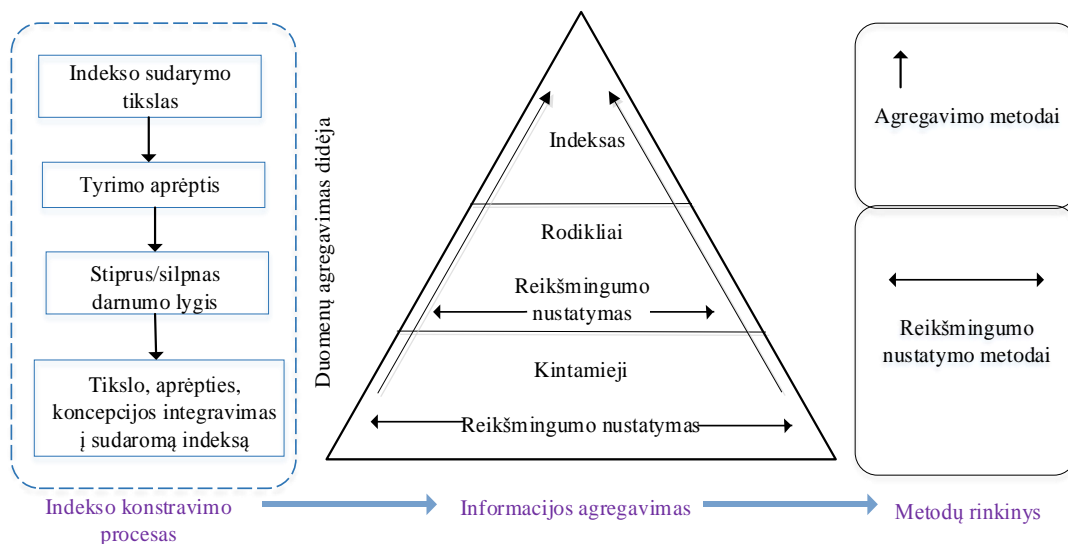 Indekso sudarymo
tikslas
Tyrimo aprėptis
Stiprus/silpnas
darnumo lygis
Tikslo, aprėpties,
koncepcijos integravimas
į sudaromą indeksą
Indekso konstravimo
procesas
Duomenų agregavimas didėja
Indeksas
Rodikliai
Reikšmingumo
nustatymas
Kintamieji
Reikšmingumo nustatymas
Informacijos agregavimas
Agregavimo metodai
Reikšmingumo
nustatymo metodai
Metodų rinkinys